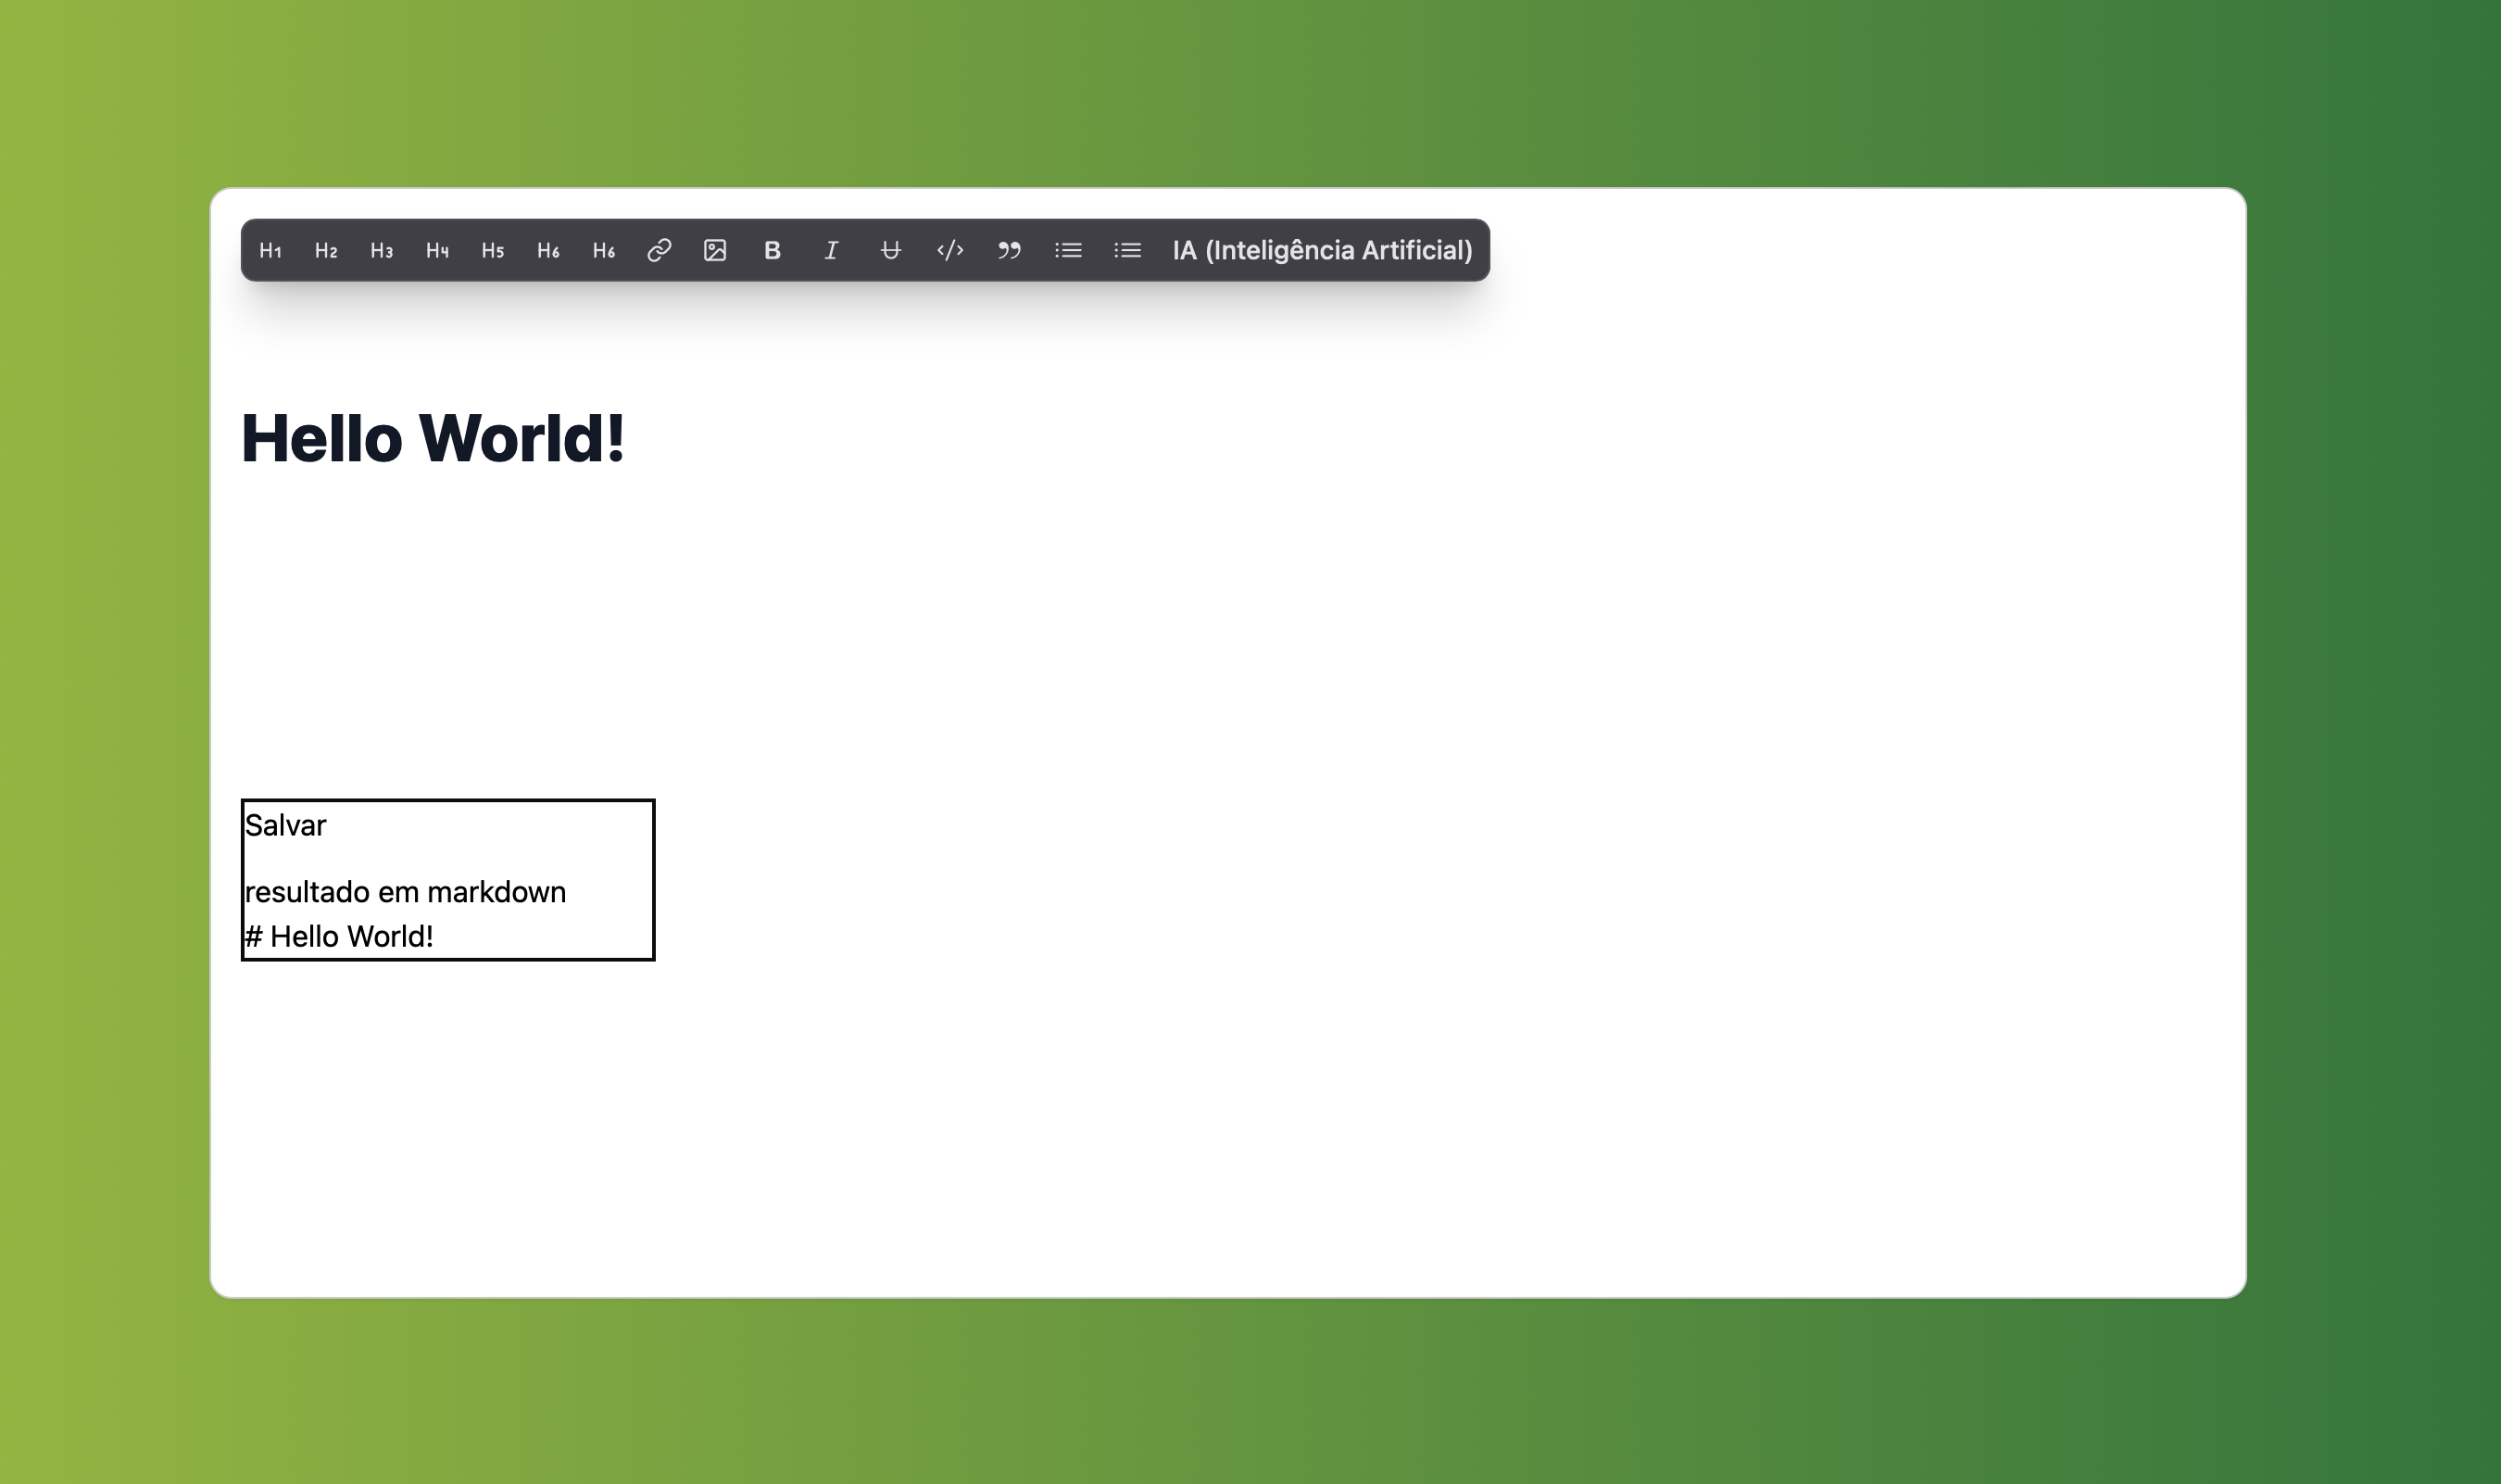 H1 H2 H3 H4 H5 H6 H6 B I U </> ” IA (Inteligência Artificial)
Hello World!
Salvar
resultado em markdown
# Hello World!